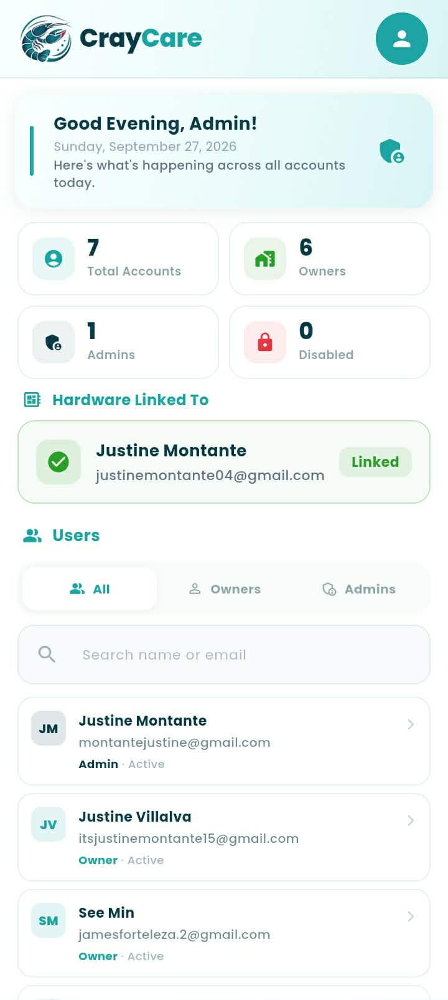 CrayCare
Good Evening, Admin!
Sunday, September 27, 2026
Here's what's happening across all accounts
today.
7
Total Accounts
6
Owners
1
Admins
0
Disabled
Hardware Linked To
Justine Montante
justinemontante04@gmail.com
Linked
Users
All
Owners
Admins
Search name or email
JM
Justine Montante
montantejustine@gmail.com
Admin · Active
JV
Justine Villalva
itsjustinemontante15@gmail.com
Owner · Active
SM
See Min
jamesforteleza.2@gmail.com
Owner · Active